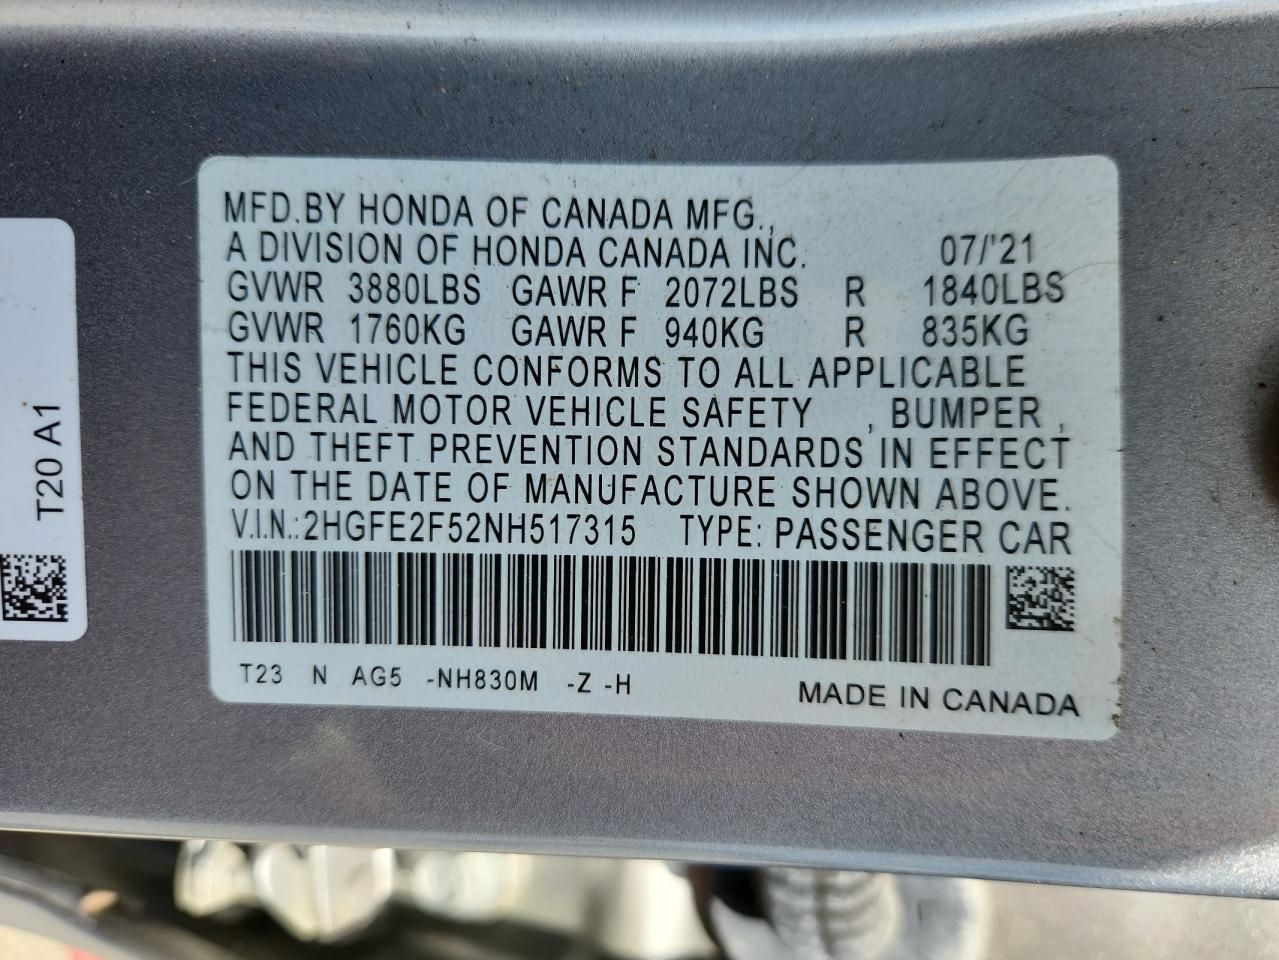 MFD.BY HONDA OF CANADA MFG.,
A DIVISION OF HONDA CANADA INC. 07/'21
GVWR 3880LBS GAWR F 2072LBS R 1840LBS
GVWR 1760KG GAWR F 940KG R 835KG
THIS VEHICLE CONFORMS TO ALL APPLICABLE
FEDERAL MOTOR VEHICLE SAFETY , BUMPER ,
AND THEFT PREVENTION STANDARDS IN EFFECT
ON THE DATE OF MANUFACTURE SHOWN ABOVE.
V.I.N.:2HGFE2F52NH517315 TYPE: PASSENGER CAR
T23 N AG5 -NH830M -Z -H
MADE IN CANADA
T20 A1